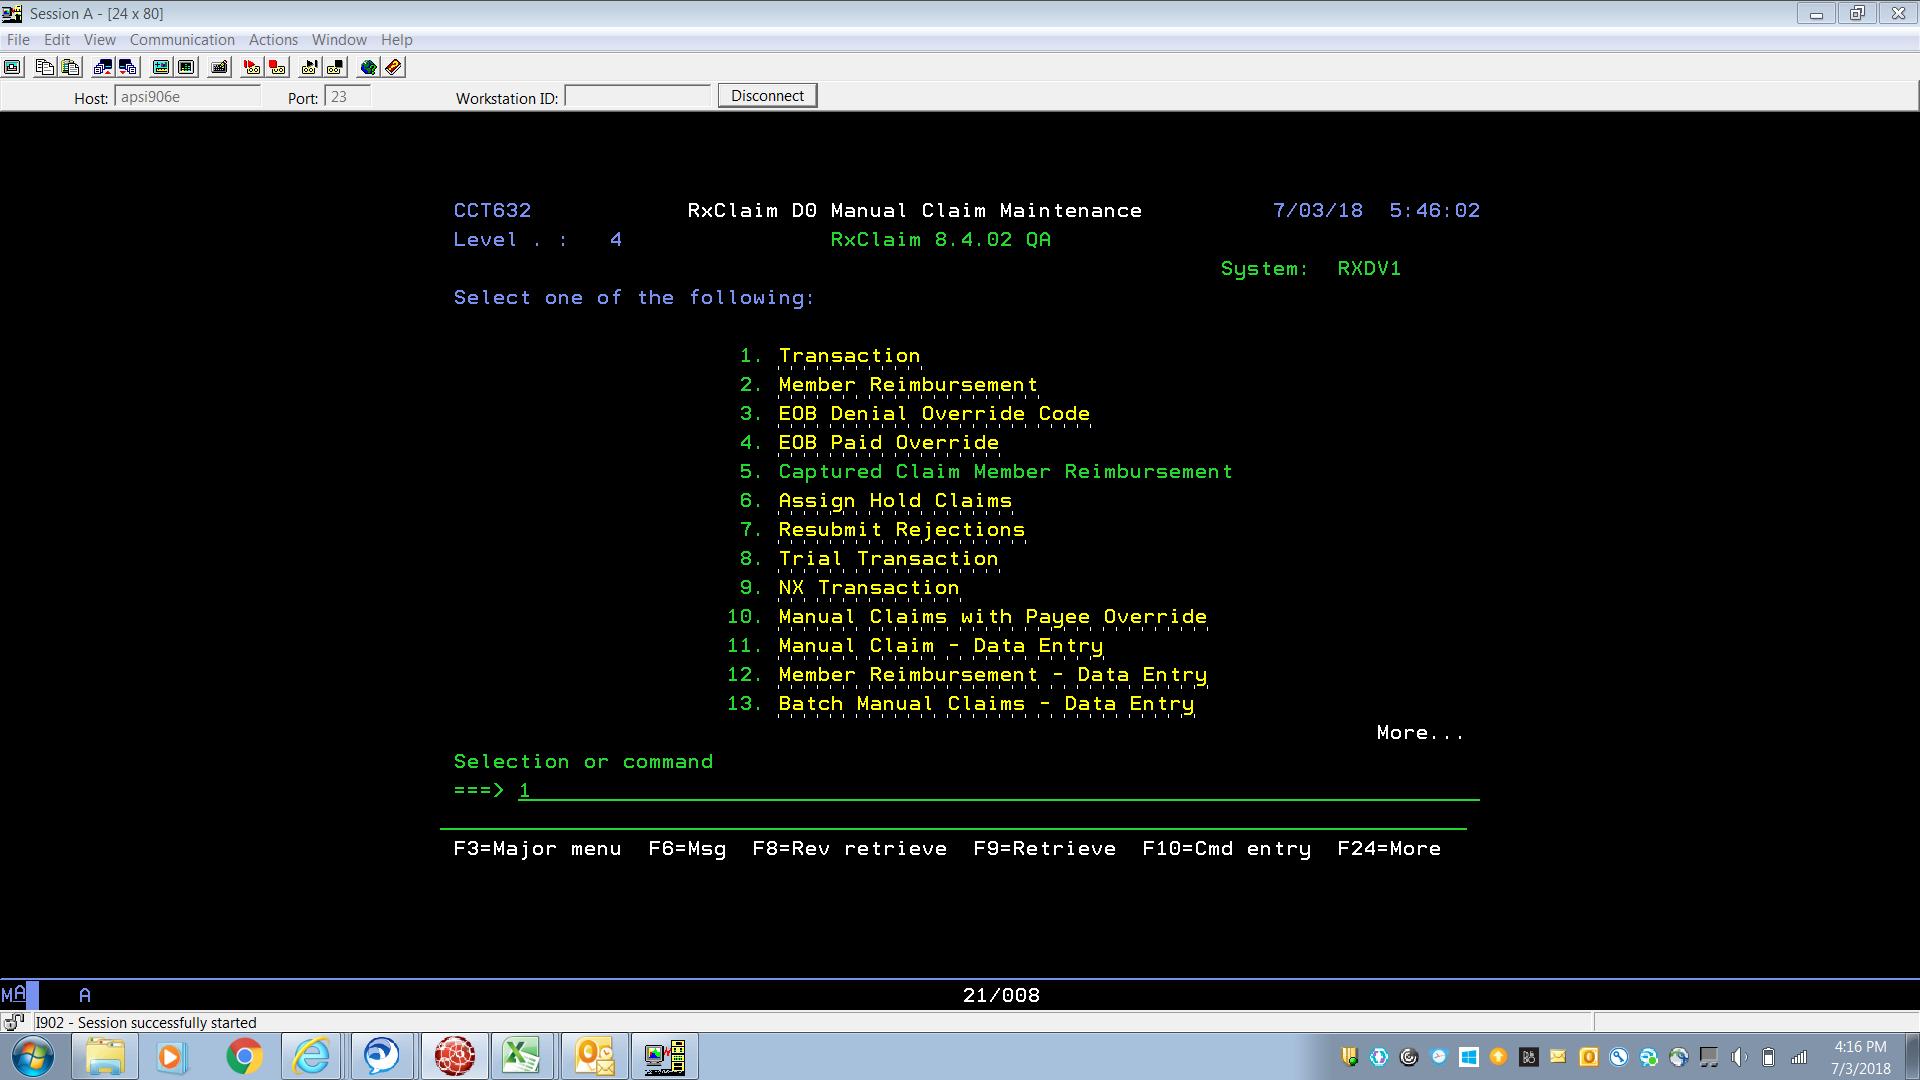 Session A - [24 x 80]
File Edit View Communication Actions Window Help
Host: apsi906e Port: 23 Workstation ID: Disconnect
CCT632 RxClaim D0 Manual Claim Maintenance 7/03/18 5:46:02
Level . : 4 RxClaim 8.4.02 QA
System: RXDV1
Select one of the following:
1. Transaction
2. Member Reimbursement
3. EOB Denial Override Code
4. EOB Paid Override
5. Captured Claim Member Reimbursement
6. Assign Hold Claims
7. Resubmit Rejections
8. Trial Transaction
9. NX Transaction
10. Manual Claims with Payee Override
11. Manual Claim - Data Entry
12. Member Reimbursement - Data Entry
13. Batch Manual Claims - Data Entry
More...
Selection or command
===> 1
F3=Major menu F6=Msg F8=Rev retrieve F9=Retrieve F10=Cmd entry F24=More
MA A 21/008
I902 - Session successfully started
4:16 PM
7/3/2018